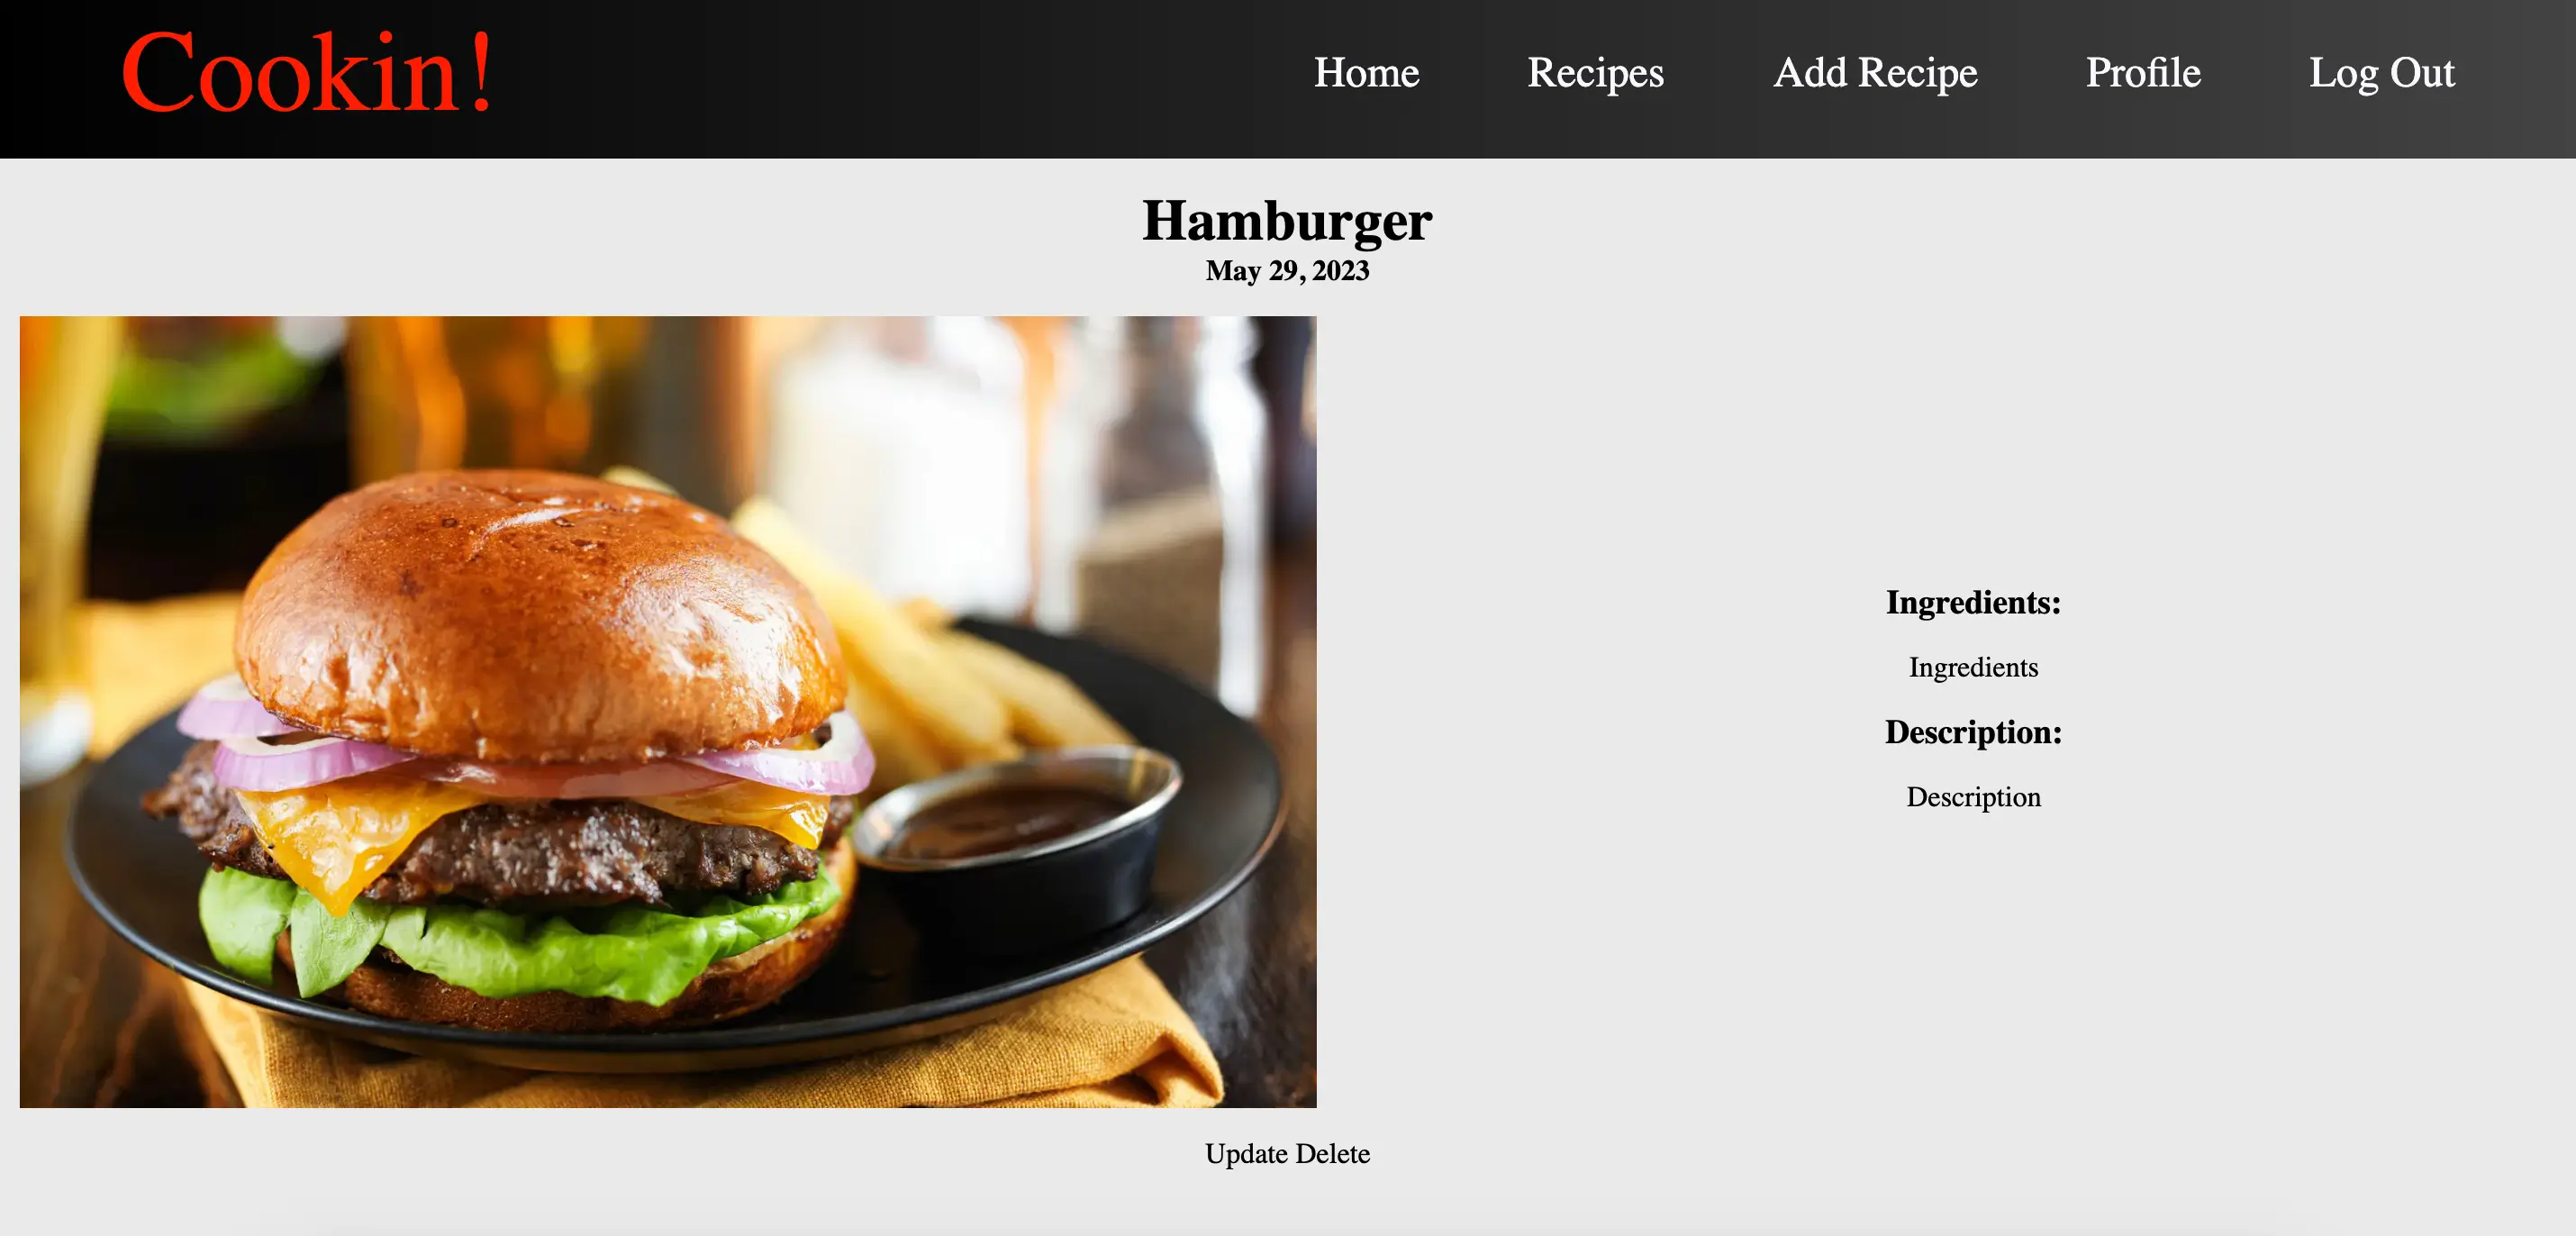 Cookin!
Home Recipes Add Recipe Profile Log Out
Hamburger
May 29, 2023
Ingredients:
Ingredients
Description:
Description
Update Delete